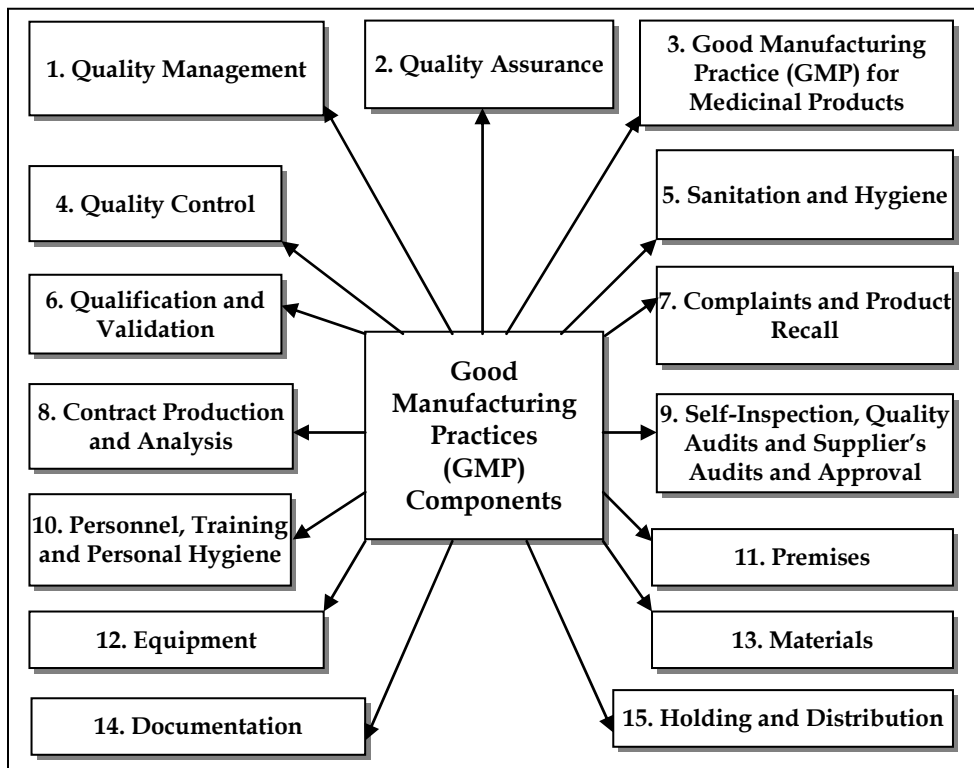 1. Quality Management
2. Quality Assurance
3. Good Manufacturing
Practice (GMP) for
Medicinal Products
4. Quality Control
5. Sanitation and Hygiene
6. Qualification and
Validation
7. Complaints and Product
Recall
Good
Manufacturing
Practices
(GMP)
Components
8. Contract Production
and Analysis
9. Self-Inspection, Quality
Audits and Supplier’s
Audits and Approval
10. Personnel, Training
and Personal Hygiene
11. Premises
12. Equipment
13. Materials
14. Documentation
15. Holding and Distribution